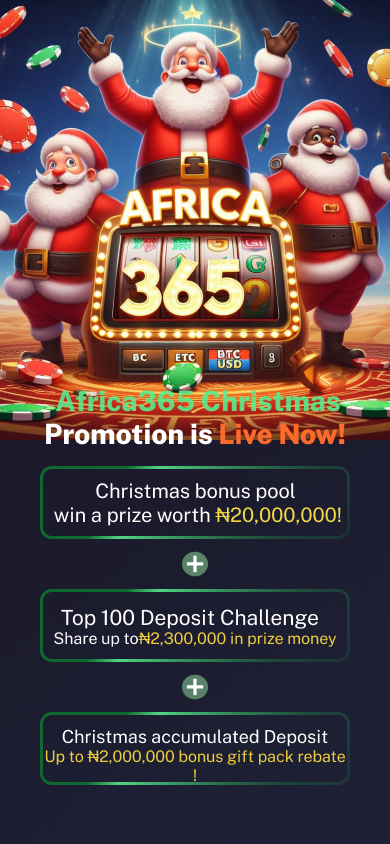 AFRICA
365
BC
ETC
BTC
USD
8
Africa365 Christmas
Promotion is Live Now!
Christmas bonus pool
win a prize worth ₦20,000,000!
Top 100 Deposit Challenge
Share up to₦2,300,000 in prize money
Christmas accumulated Deposit
Up to ₦2,000,000 bonus gift pack rebate
!